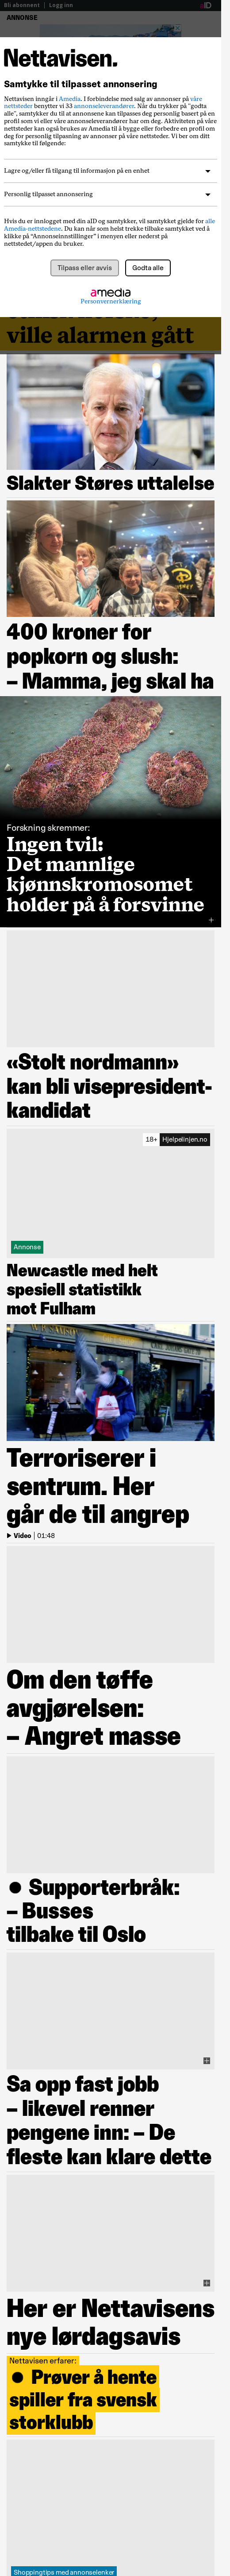 Bli abonnent | Logg inn
aID
ANNONSE
Nettavisen.
Samtykke til tilpasset annonsering
Nettavisen inngår i Amedia. I forbindelse med salg av annonser på våre
nettsteder benytter vi 33 annonseleverandører. Når du trykker på "godta
alle", samtykker du til at annonsene kan tilpasses deg personlig basert på en
profil som vi eller våre annonseleverandører har om deg. Aktiviteten på våre
nettsteder kan også brukes av Amedia til å bygge eller forbedre en profil om
deg for personlig tilpassing av annonser på våre nettsteder. Vi ber om ditt
samtykke til følgende:
Lagre og/eller få tilgang til informasjon på en enhet
Personlig tilpasset annonsering
Hvis du er innlogget med din aID og samtykker, vil samtykket gjelde for alle
Amedia-nettstedene. Du kan når som helst trekke tilbake samtykket ved å
klikke på "Annonseinnstillinger" i menyen eller nederst på
nettstedet/appen du bruker.
Tilpass eller avvis
Godta alle
amedia
Personvernerklæring
ville alarmen gått
Slakter Støres uttalelse
400 kroner for
popkorn og slush:
– Mamma, jeg skal ha
Forskning skremmer:
Ingen tvil:
Det mannlige
kjønnskromosomet
holder på å forsvinne
«Stolt nordmann»
kan bli visepresident-
kandidat
18+ Hjelpelinjen.no
Annonse
Newcastle med helt
spesiell statistikk
mot Fulham
Terroriserer i
sentrum. Her
går de til angrep
Video | 01:48
Om den tøffe
avgjørelsen:
– Angret masse
● Supporterbråk:
– Busses
tilbake til Oslo
Sa opp fast jobb
– likevel renner
pengene inn: – De
fleste kan klare dette
Her er Nettavisens
nye lørdagsavis
Nettavisen erfarer:
● Prøver å hente
spiller fra svensk
storklubb
Shoppingtips med annonselenker